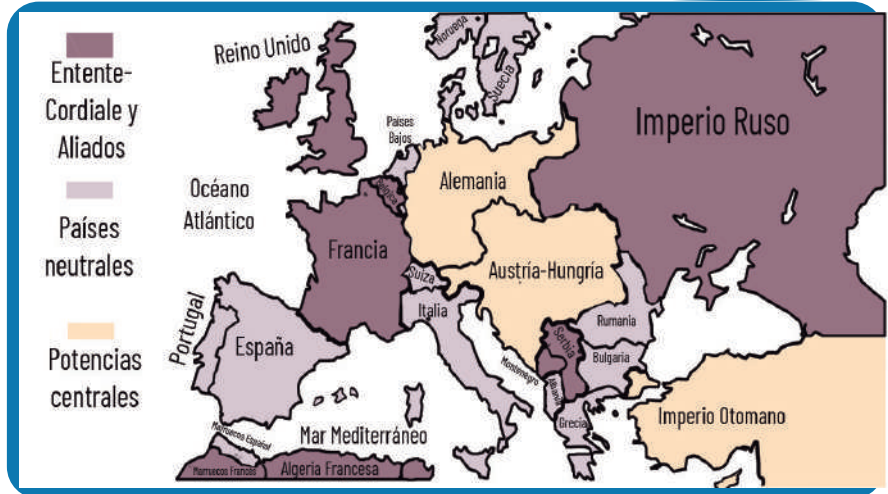 Entente-
Cordiale y
Aliados
Países
neutrales
Potencias
centrales
Reino Unido
Noruega
Suecia
Países
Bajos
Imperio Ruso
Océano
Atlántico
Alemania
Bélgica
Francia
Austría-Hungría
Suiza
Italia
Rumania
Serbia
Bulgaria
Montenegro
Albania
Grecia
Portugal
España
Imperio Otomano
Mar Mediterráneo
Marruecos Español
Marruecos Francés
Algeria Francesa